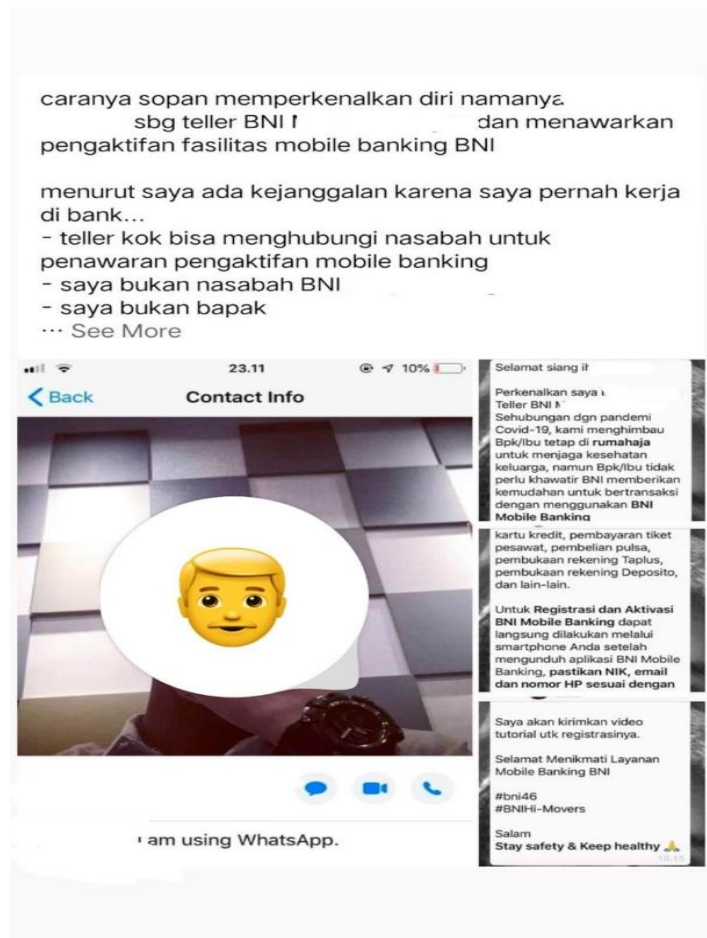 caranya sopan memperkenalkan diri namanya
sbg teller BNI dan menawarkan
pengaktifan fasilitas mobile banking BNI
menurut saya ada kejanggalan karena saya pernah kerja
di bank...
- teller kok bisa menghubungi nasabah untuk
penawaran pengaktifan mobile banking
- saya bukan nasabah BNI
- saya bukan bapak
... See More
23.11
10%
Back
Contact Info
am using WhatsApp.
Selamat siang
Perkenalkan saya
Teller BNI
Sehubungan dgn pandemi
Covid-19, kami menghimbau
Bpk/Ibu tetap di rumahaja
untuk menjaga kesehatan
keluarga, namun Bpk/Ibu tidak
perlu khawatir BNI memberikan
kemudahan untuk bertransaksi
dengan menggunakan BNI
Mobile Banking
kartu kredit, pembayaran tiket
pesawat, pembelian pulsa,
pembukaan rekening Taplus,
pembukaan rekening Deposito,
dan lain-lain.
Untuk Registrasi dan Aktivasi
BNI Mobile Banking dapat
langsung dilakukan melalui
smartphone Anda setelah
mengunduh aplikasi BNI Mobile
Banking, pastikan NIK, email
dan nomor HP sesuai dengan
Saya akan kirimkan video
tutorial utk registrasinya.
Selamat Menikmati Layanan
Mobile Banking BNI
#bni46
#BNIHi-Movers
Salam
Stay safety & Keep healthy 🙏
10.15